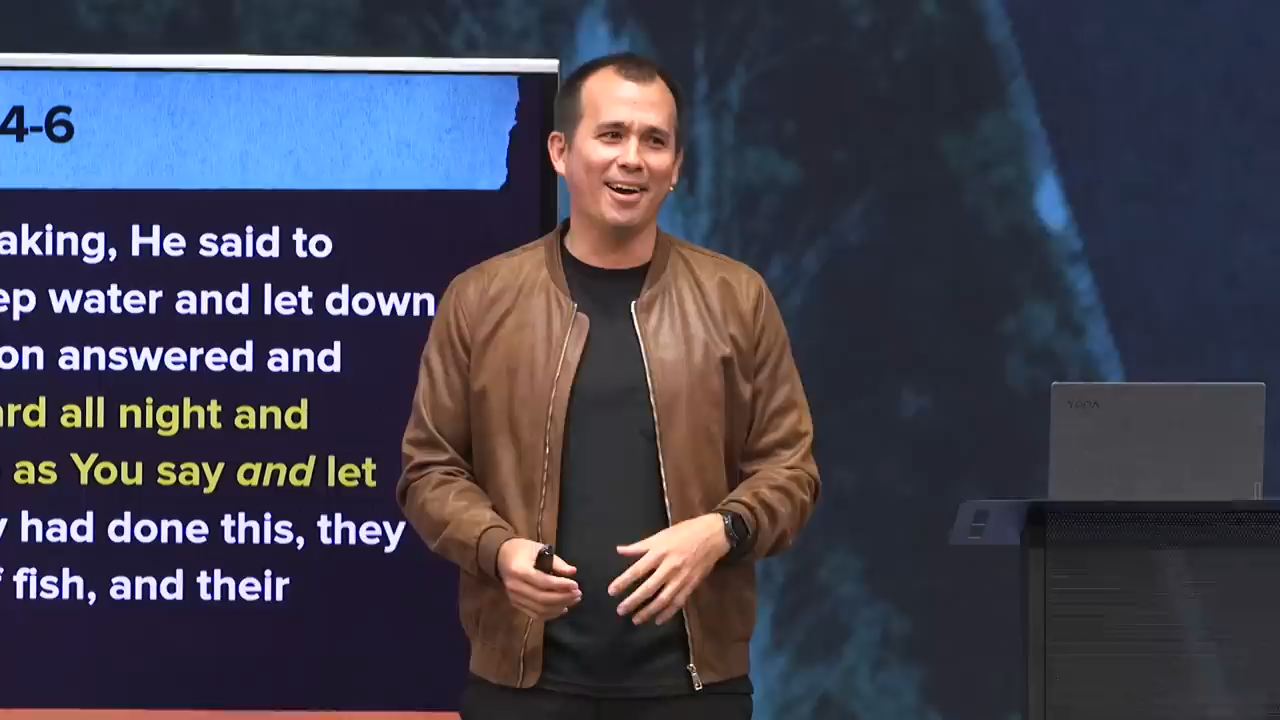 4-6
aking, He said to
ep water and let down
on answered and
ard all night and
as You say and let
y had done this, they
f fish, and their
YOGA